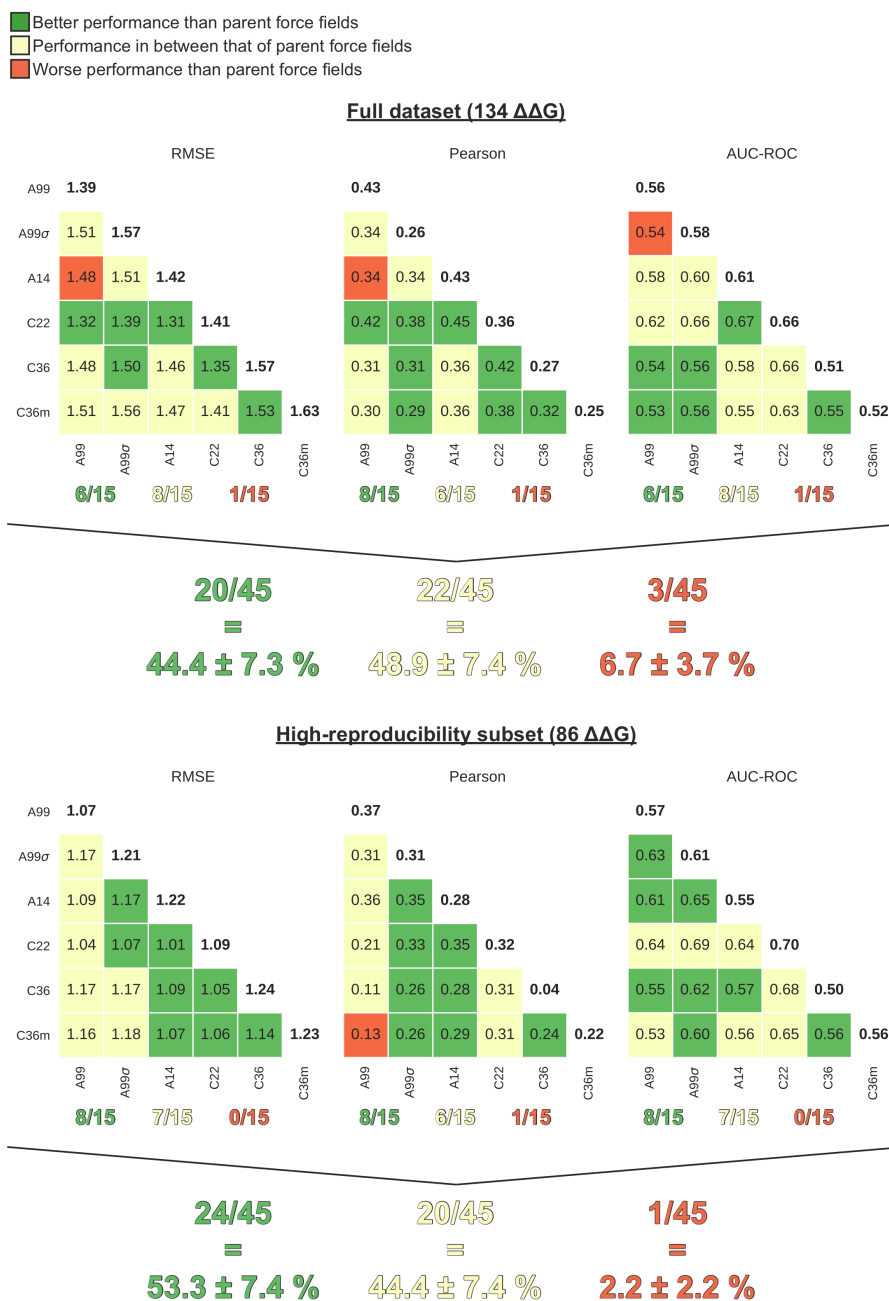 Better performance than parent force fields
Performance in between that of parent force fields
Worse performance than parent force fields
Full dataset (134 ΔΔG)
RMSE Pearson AUC-ROC
A99 1.39 0.43 0.56
A99σ 1.51 1.57 0.34 0.26 0.54 0.58
A14 1.48 1.51 1.42 0.34 0.34 0.43 0.58 0.60 0.61
C22 1.32 1.39 1.31 1.41 0.42 0.38 0.45 0.36 0.62 0.66 0.67 0.66
C36 1.48 1.50 1.46 1.35 1.57 0.31 0.31 0.36 0.42 0.27 0.54 0.56 0.58 0.66 0.51
C36m 1.51 1.56 1.47 1.41 1.53 1.63 0.30 0.29 0.36 0.38 0.32 0.25 0.53 0.56 0.55 0.63 0.55 0.52
A99 A99σ A14 C22 C36 C36m A99 A99σ A14 C22 C36 C36m A99 A99σ A14 C22 C36 C36m
6/15 8/15 1/15 8/15 6/15 1/15 6/15 8/15 1/15
20/45 22/45 3/45
= = =
44.4 ± 7.3 % 48.9 ± 7.4 % 6.7 ± 3.7 %
High-reproducibility subset (86 ΔΔG)
RMSE Pearson AUC-ROC
A99 1.07 0.37 0.57
A99σ 1.17 1.21 0.31 0.31 0.63 0.61
A14 1.09 1.17 1.22 0.36 0.35 0.28 0.61 0.65 0.55
C22 1.04 1.07 1.01 1.09 0.21 0.33 0.35 0.32 0.64 0.69 0.64 0.70
C36 1.17 1.17 1.09 1.05 1.24 0.11 0.26 0.28 0.31 0.04 0.55 0.62 0.57 0.68 0.50
C36m 1.16 1.18 1.07 1.06 1.14 1.23 0.13 0.26 0.29 0.31 0.24 0.22 0.53 0.60 0.56 0.65 0.56 0.56
A99 A99σ A14 C22 C36 C36m A99 A99σ A14 C22 C36 C36m A99 A99σ A14 C22 C36 C36m
8/15 7/15 0/15 8/15 6/15 1/15 8/15 7/15 0/15
24/45 20/45 1/45
= = =
53.3 ± 7.4 % 44.4 ± 7.4 % 2.2 ± 2.2 %